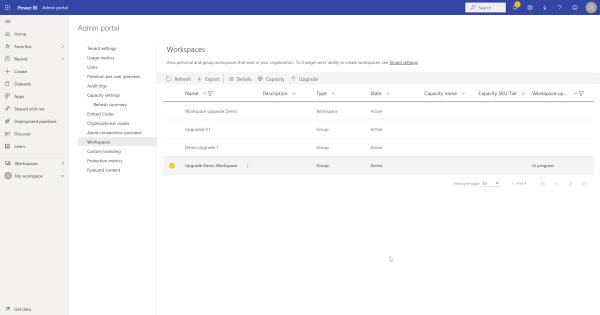 Power BI Admin portal
Search
Home
Favorites
Recent
Create
Datasets
Apps
Shared with me
Deployment pipelines
Discover
Learn
Workspaces
My workspace
Get data
Admin portal
Tenant settings
Usage metrics
Users
Premium per user (preview)
Audit logs
Capacity settings
Refresh summary
Embed Codes
Organizational visuals
Azure connections (preview)
Workspaces
Custom branding
Protection metrics
Featured content
Workspaces
View personal and group workspaces that exist in your organization. To change users' ability to create workspaces, see Tenant settings.
Refresh Export Details Capacity Upgrade
Name Description Type State Capacity name Capacity SKU Tier Workspace up...
Workspace Upgrade Demo Workspace Active
Upgraded V1 Group Active
Demo Upgrade 1 Group Active
Upgrade Demo Workspace Group Active In progress
Items per page: 10 1 - 4 of 4